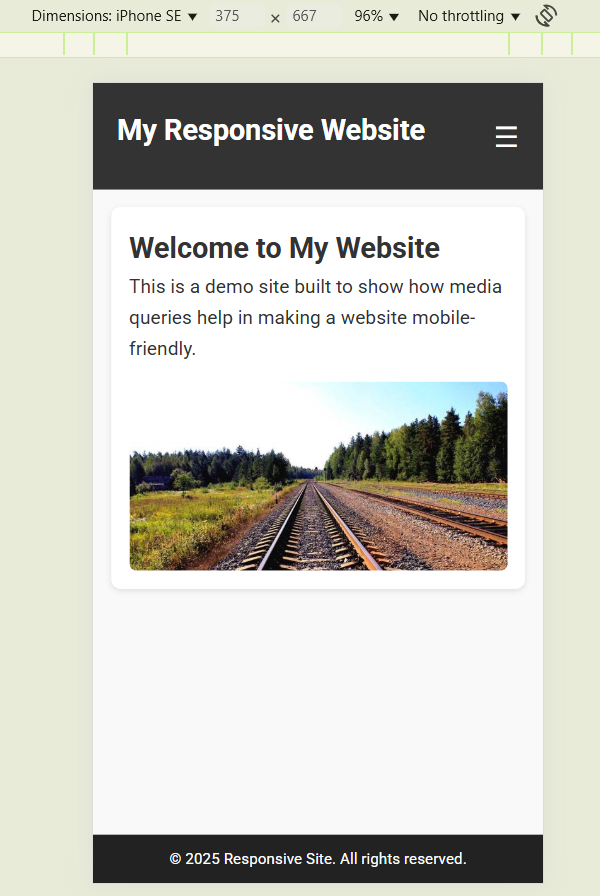 Dimensions: iPhone SE ▼ 375 × 667 96% ▼ No throttling ▼
My Responsive Website ☰
Welcome to My Website
This is a demo site built to show how media
queries help in making a website mobile-
friendly.
© 2025 Responsive Site. All rights reserved.